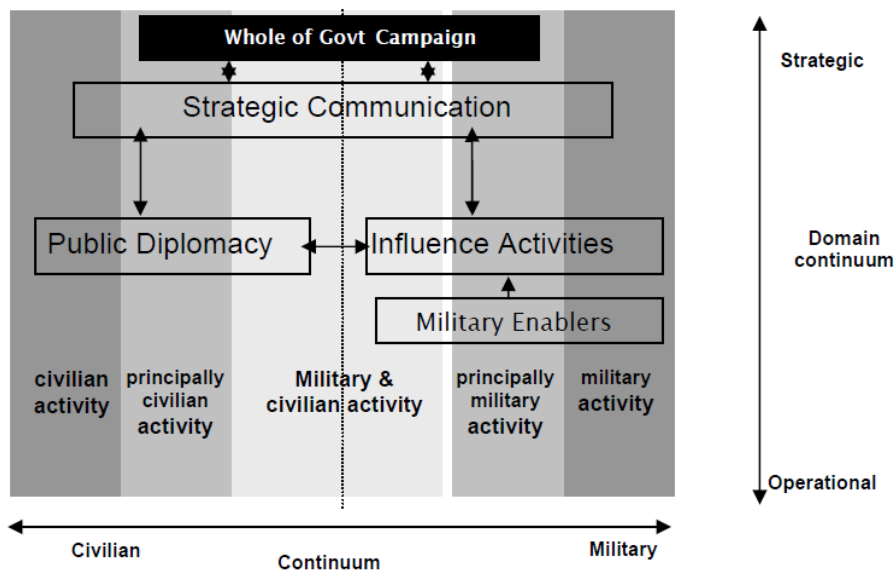 Whole of Govt Campaign
Strategic
Strategic Communication
Public Diplomacy
Influence Activities
Domain
continuum
Military Enablers
civilian
activity
principally
civilian
activity
Military &
civilian activity
principally
military
activity
military
activity
Operational
Civilian
Continuum
Military